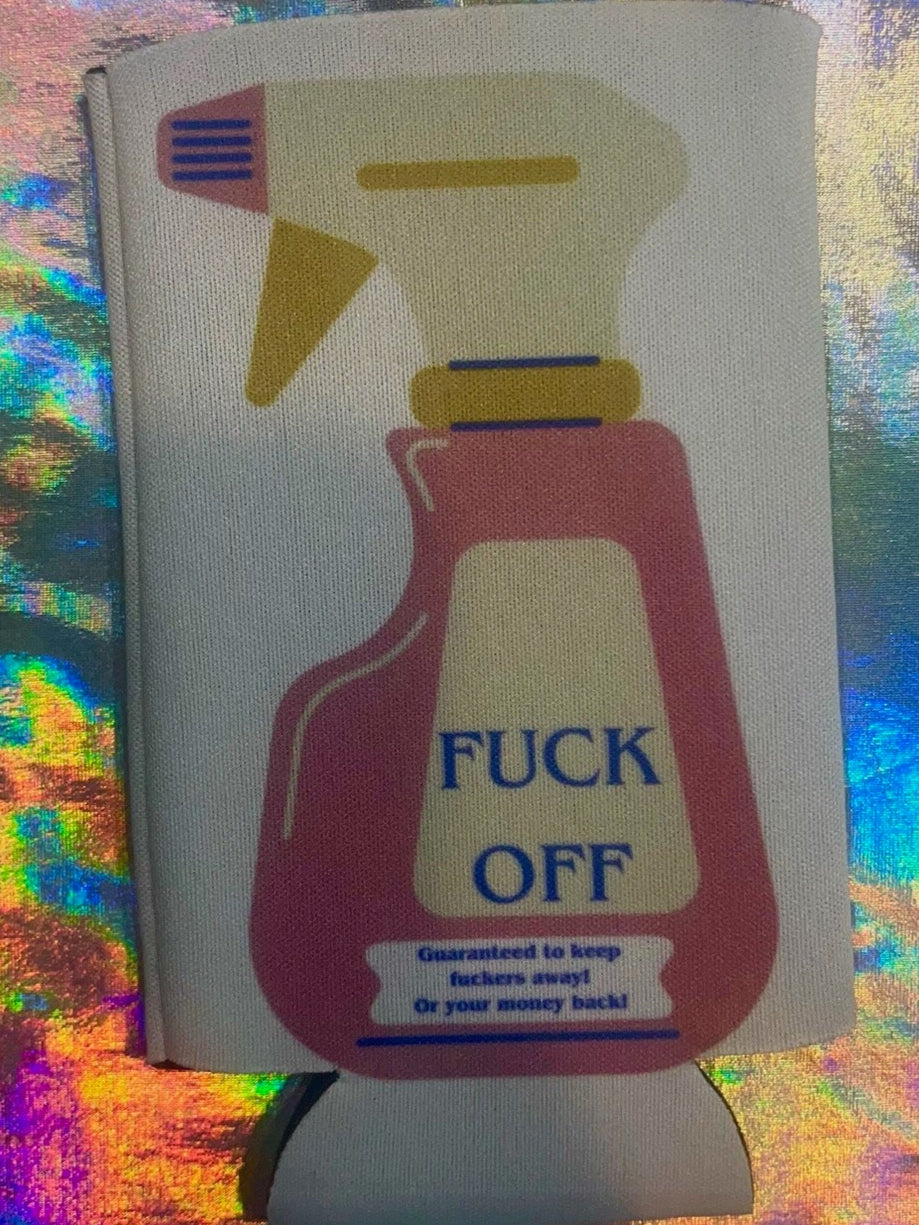 FUCK
OFF
Guaranteed to keep
fuckers away!
Or your money back!